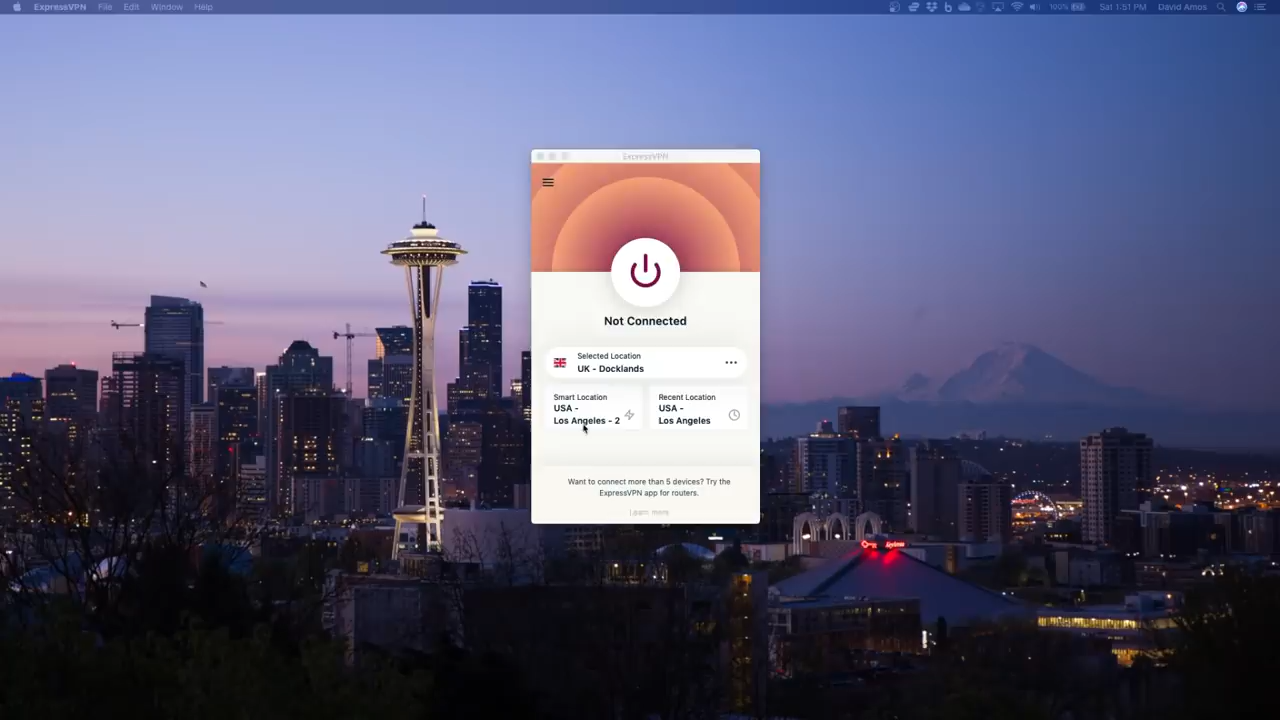 ExpressVPN File Edit Window Help
100% Sat 1:51 PM David Amos
ExpressVPN
Not Connected
Selected Location
UK - Docklands
Smart Location
USA -
Los Angeles - 2
Recent Location
USA -
Los Angeles
Want to connect more than 5 devices? Try the
ExpressVPN app for routers.
Learn more